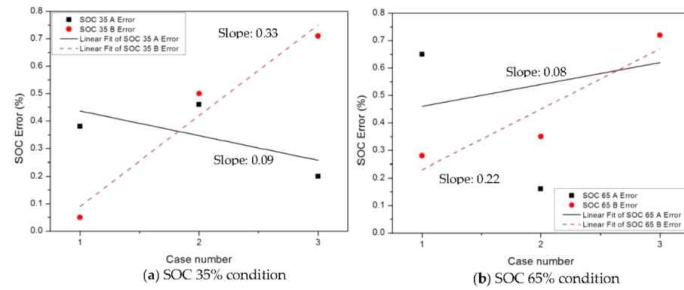 SOC 35 A Error
SOC 35 B Error
Linear Fit of SOC 35 A Error
Linear Fit of SOC 35 B Error
Slope: 0.33
Slope: 0.09
SOC Error (%)
0.8
0.7
0.6
0.5
0.4
0.3
0.2
0.1
0.0
1
2
3
Case number
(a) SOC 35% condition
Slope: 0.08
Slope: 0.22
SOC 65 A Error
SOC 65 B Error
Linear Fit of SOC 65 A Error
Linear Fit of SOC 65 B Error
SOC Error (%)
0.8
0.7
0.6
0.5
0.4
0.3
0.2
0.1
0.0
1
2
3
Case number
(b) SOC 65% condition